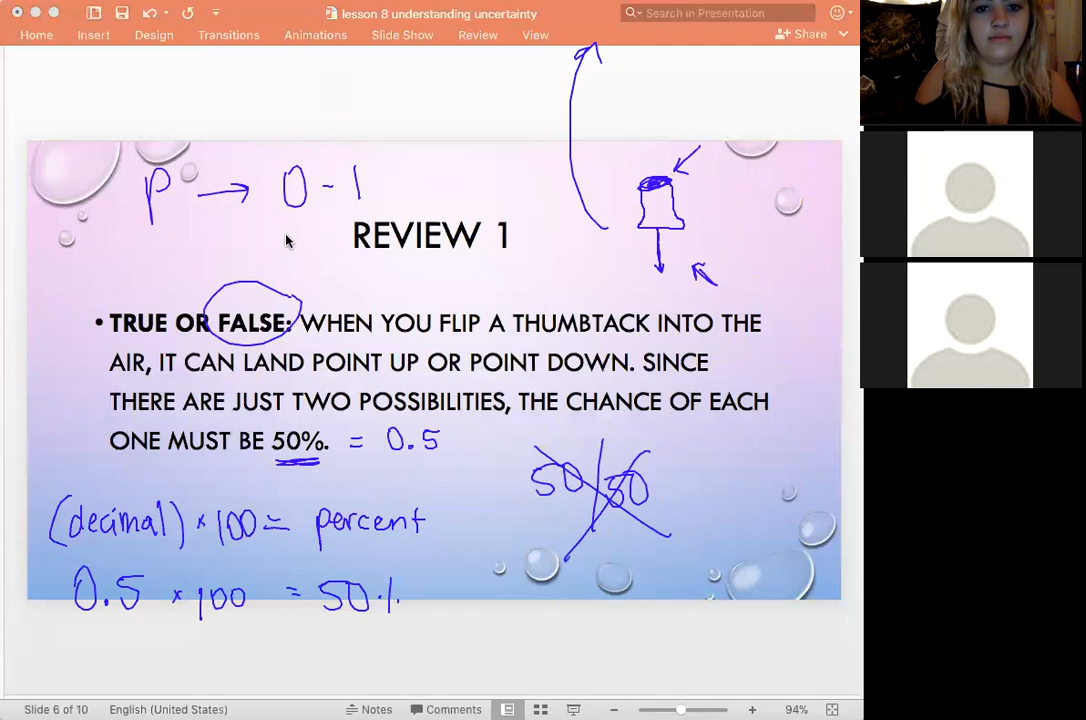 lesson 8 understanding uncertainty
Search in Presentation
Home Insert Design Transitions Animations Slide Show Review View
Share
P → 0 - 1
REVIEW 1
• TRUE OR FALSE: WHEN YOU FLIP A THUMBTACK INTO THE
AIR, IT CAN LAND POINT UP OR POINT DOWN. SINCE
THERE ARE JUST TWO POSSIBILITIES, THE CHANCE OF EACH
ONE MUST BE 50%. = 0.5
50/50
(decimal) * 100 = percent
0.5 * 100 = 50%
Slide 6 of 10 English (United States) Notes Comments 94%